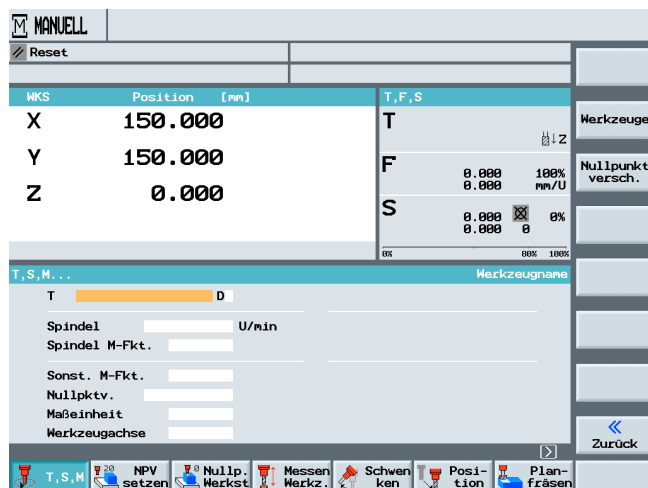 M MANUELL
// Reset
WKS Position [mm] T,F,S
X 150.000 T
Werkzeuge
Z
Y 150.000 F 0.000 100%
0.000 mm/U
Nullpunkt
versch.
Z 0.000 S 0.000 0%
0.000 0
0% 80% 100%
T,S,M... Werkzeugname
T D
Spindel U/min
Spindel M-Fkt.
Sonst. M-Fkt.
Nullpktv.
Maßeinheit
Werkzeugachse
«
Zurück
T,S,M
20 NPV
setzen
0 Nullp.
Werkst
Messen
Werkz.
Schwen
ken
Posi-
tion
Plan-
fräsen